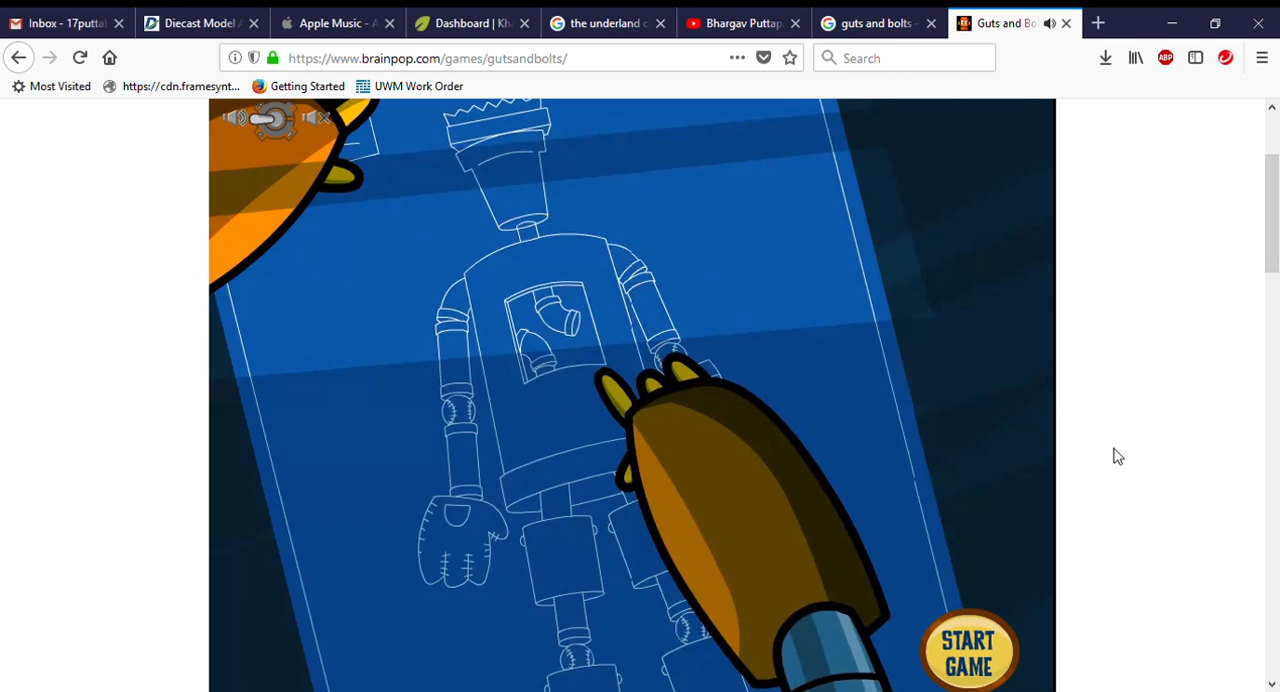 Inbox - 17puttal
Diecast Model A
Apple Music - A
Dashboard | Kh
the underland c
Bhargav Puttap
guts and bolts -
Guts and Bo
https://www.brainpop.com/games/gutsandbolts/
Search
ABP
Most Visited
https://cdn.framesynt...
Getting Started
UWM Work Order
START
GAME